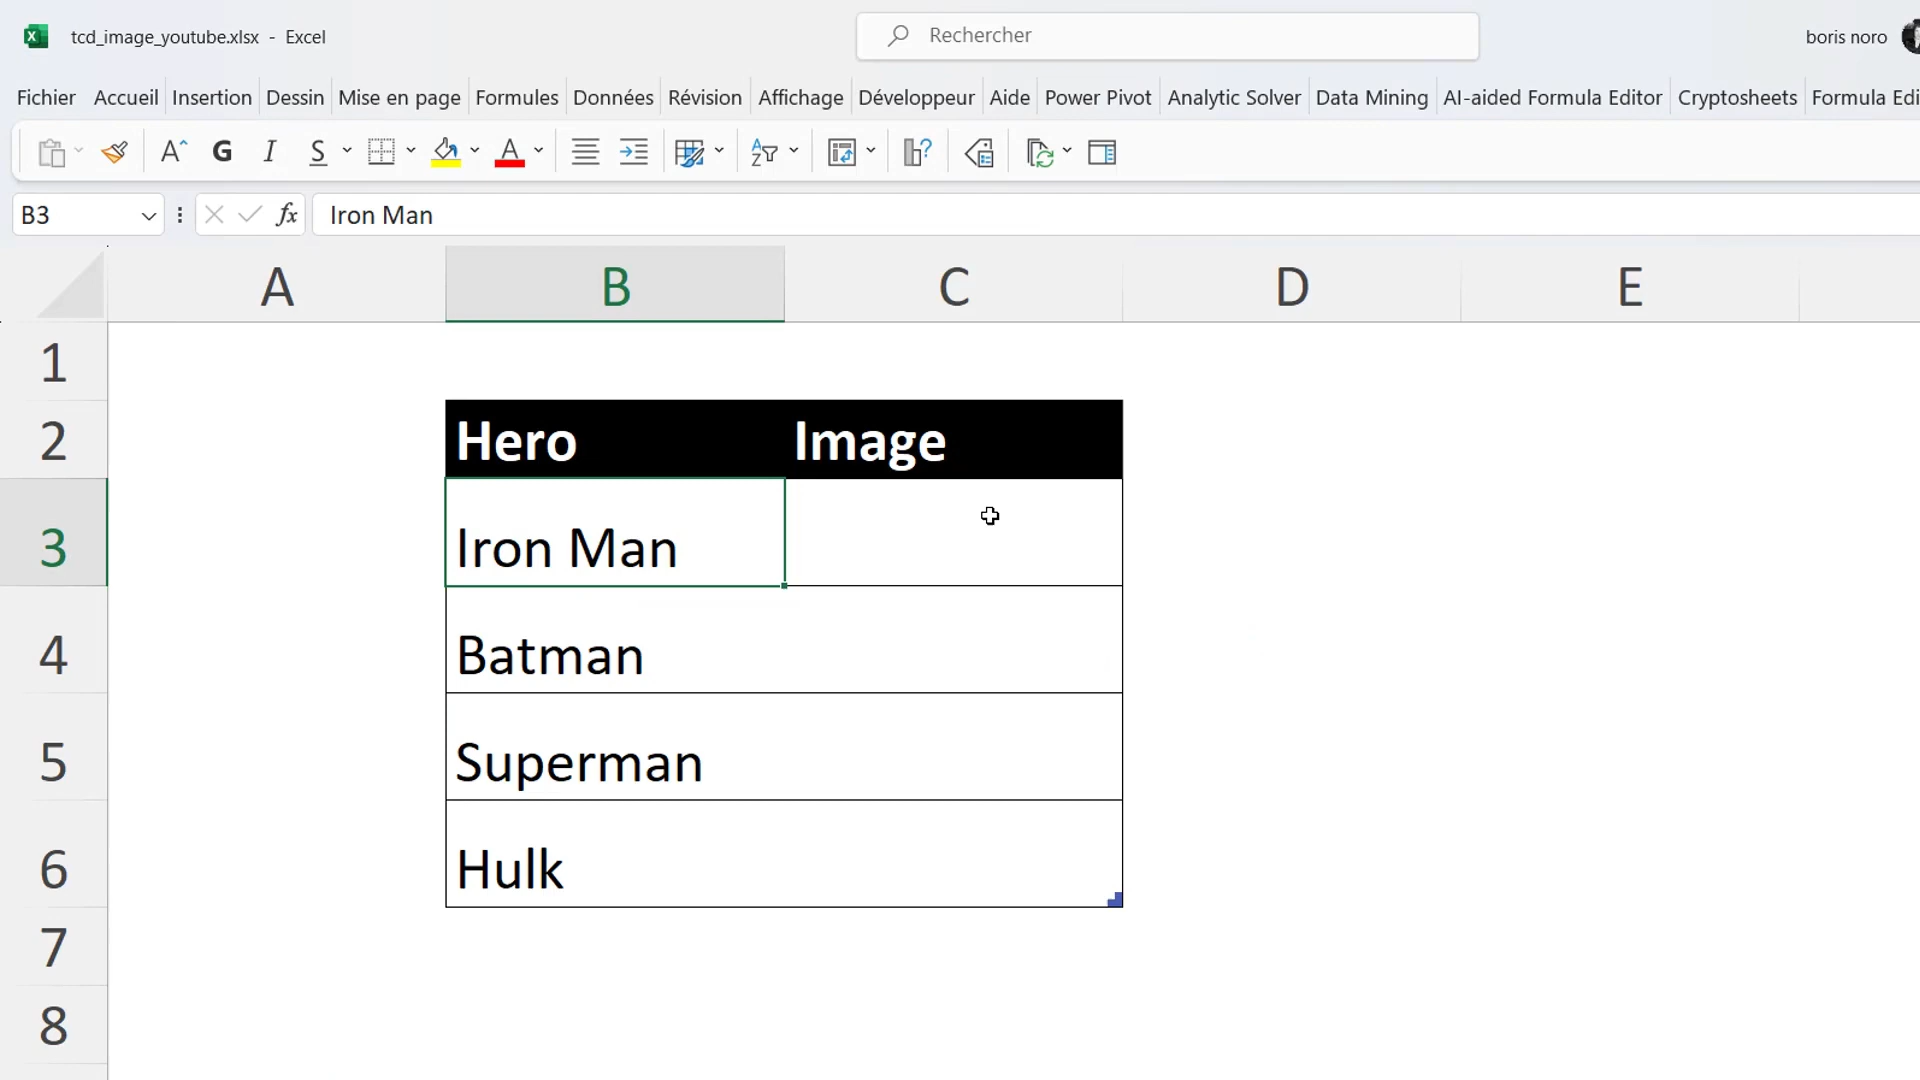 tcd_image_youtube.xlsx - Excel
Rechercher
boris noro
Fichier Accueil Insertion Dessin Mise en page Formules Données Révision Affichage Développeur Aide Power Pivot Analytic Solver Data Mining AI-aided Formula Editor Cryptosheets Formula Edi
A G I S A A Z
B3 fx Iron Man
A B C D E
1
2 Hero Image
3 Iron Man
4 Batman
5 Superman
6 Hulk
7
8